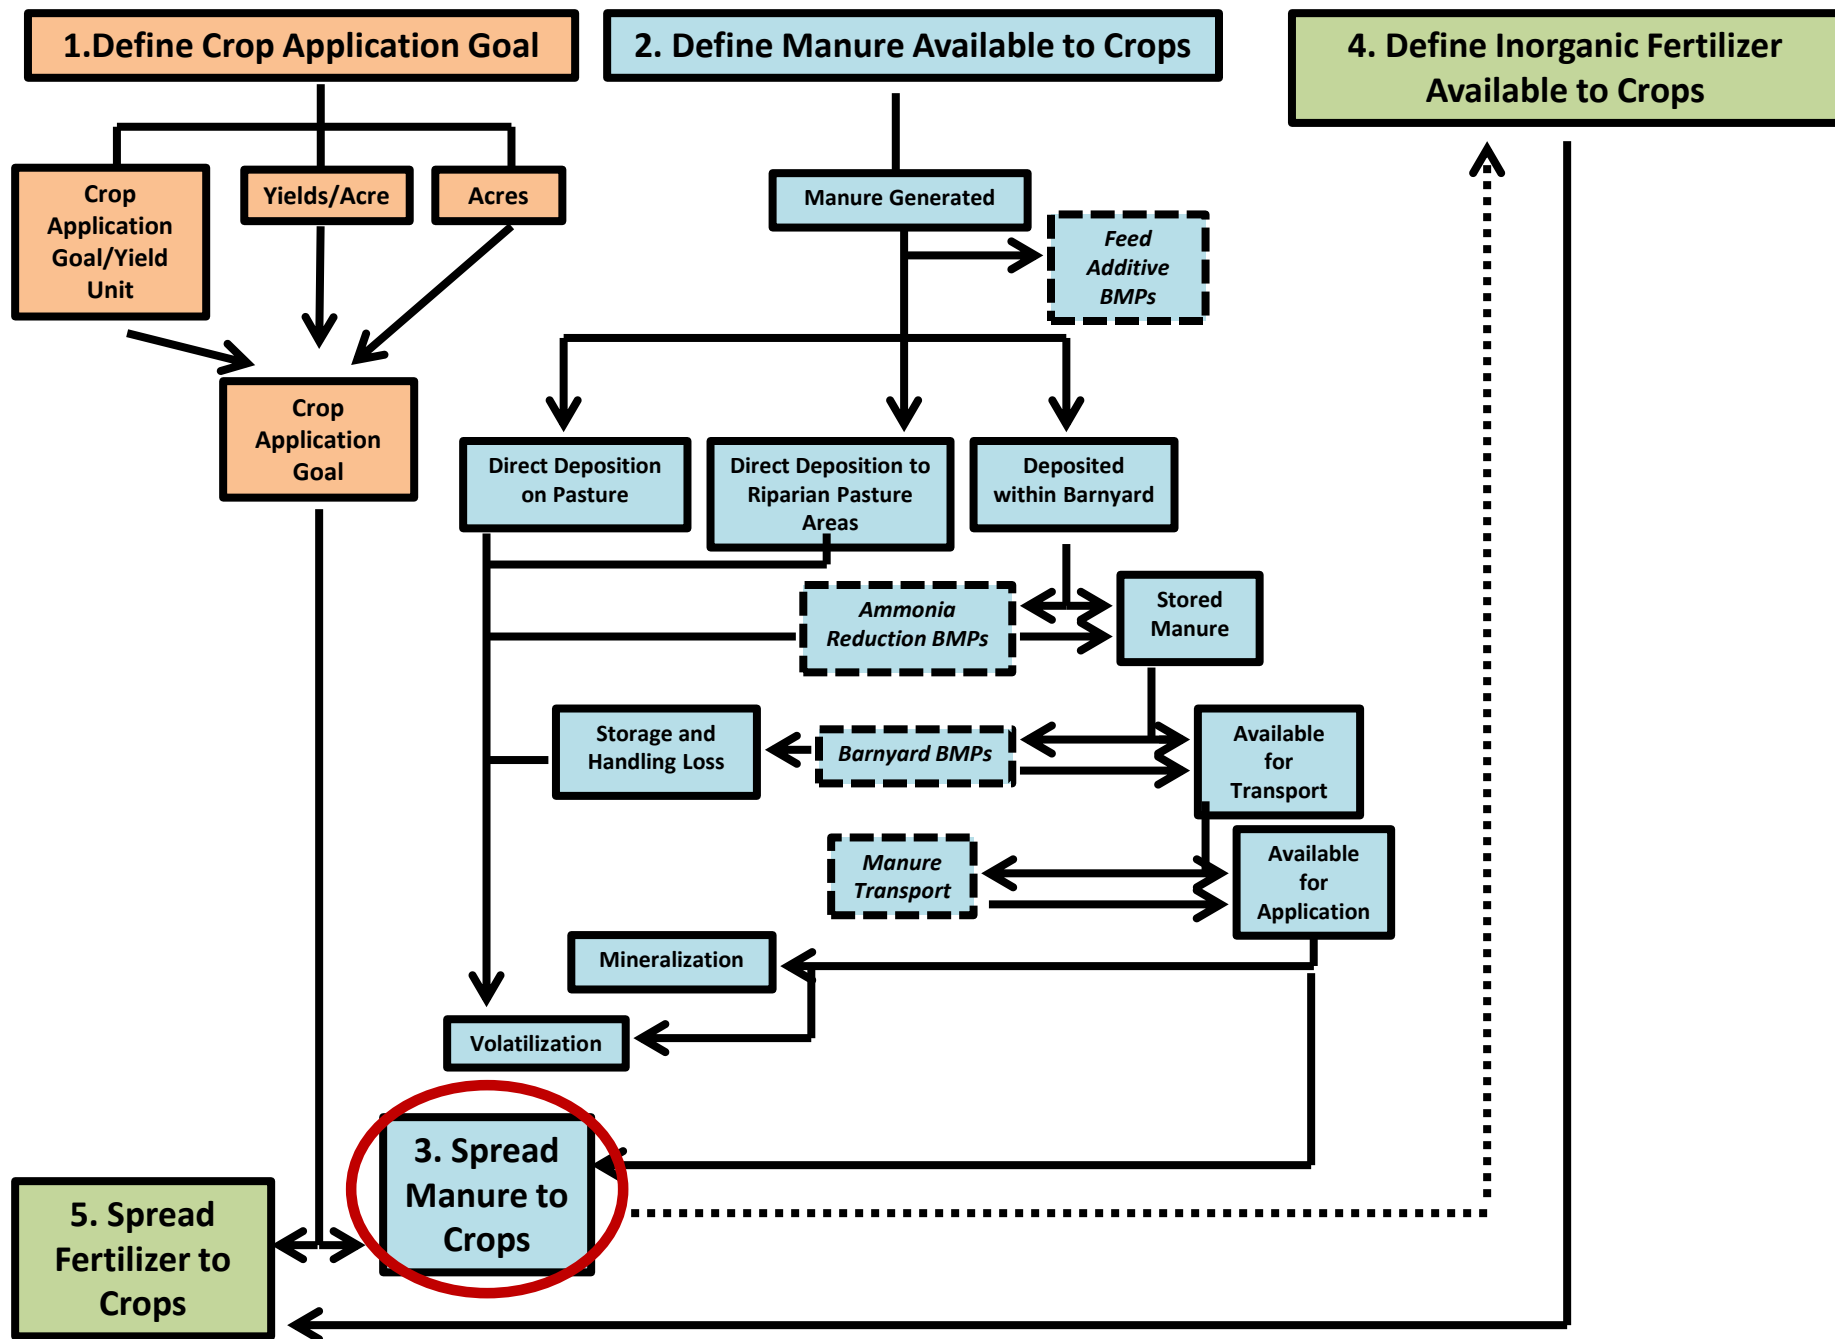 1.Define Crop Application Goal
2. Define Manure Available to Crops
4. Define Inorganic Fertilizer
Available to Crops
Crop
Application
Goal/Yield
Unit
Yields/Acre
Acres
Crop
Application
Goal
Manure Generated
Feed
Additive
BMPs
Direct Deposition
on Pasture
Direct Deposition to
Riparian Pasture
Areas
Deposited
within Barnyard
Ammonia
Reduction BMPs
Stored
Manure
Storage and
Handling Loss
Barnyard BMPs
Available
for
Transport
Manure
Transport
Available
for
Application
Mineralization
Volatilization
3. Spread
Manure to
Crops
5. Spread
Fertilizer to
Crops